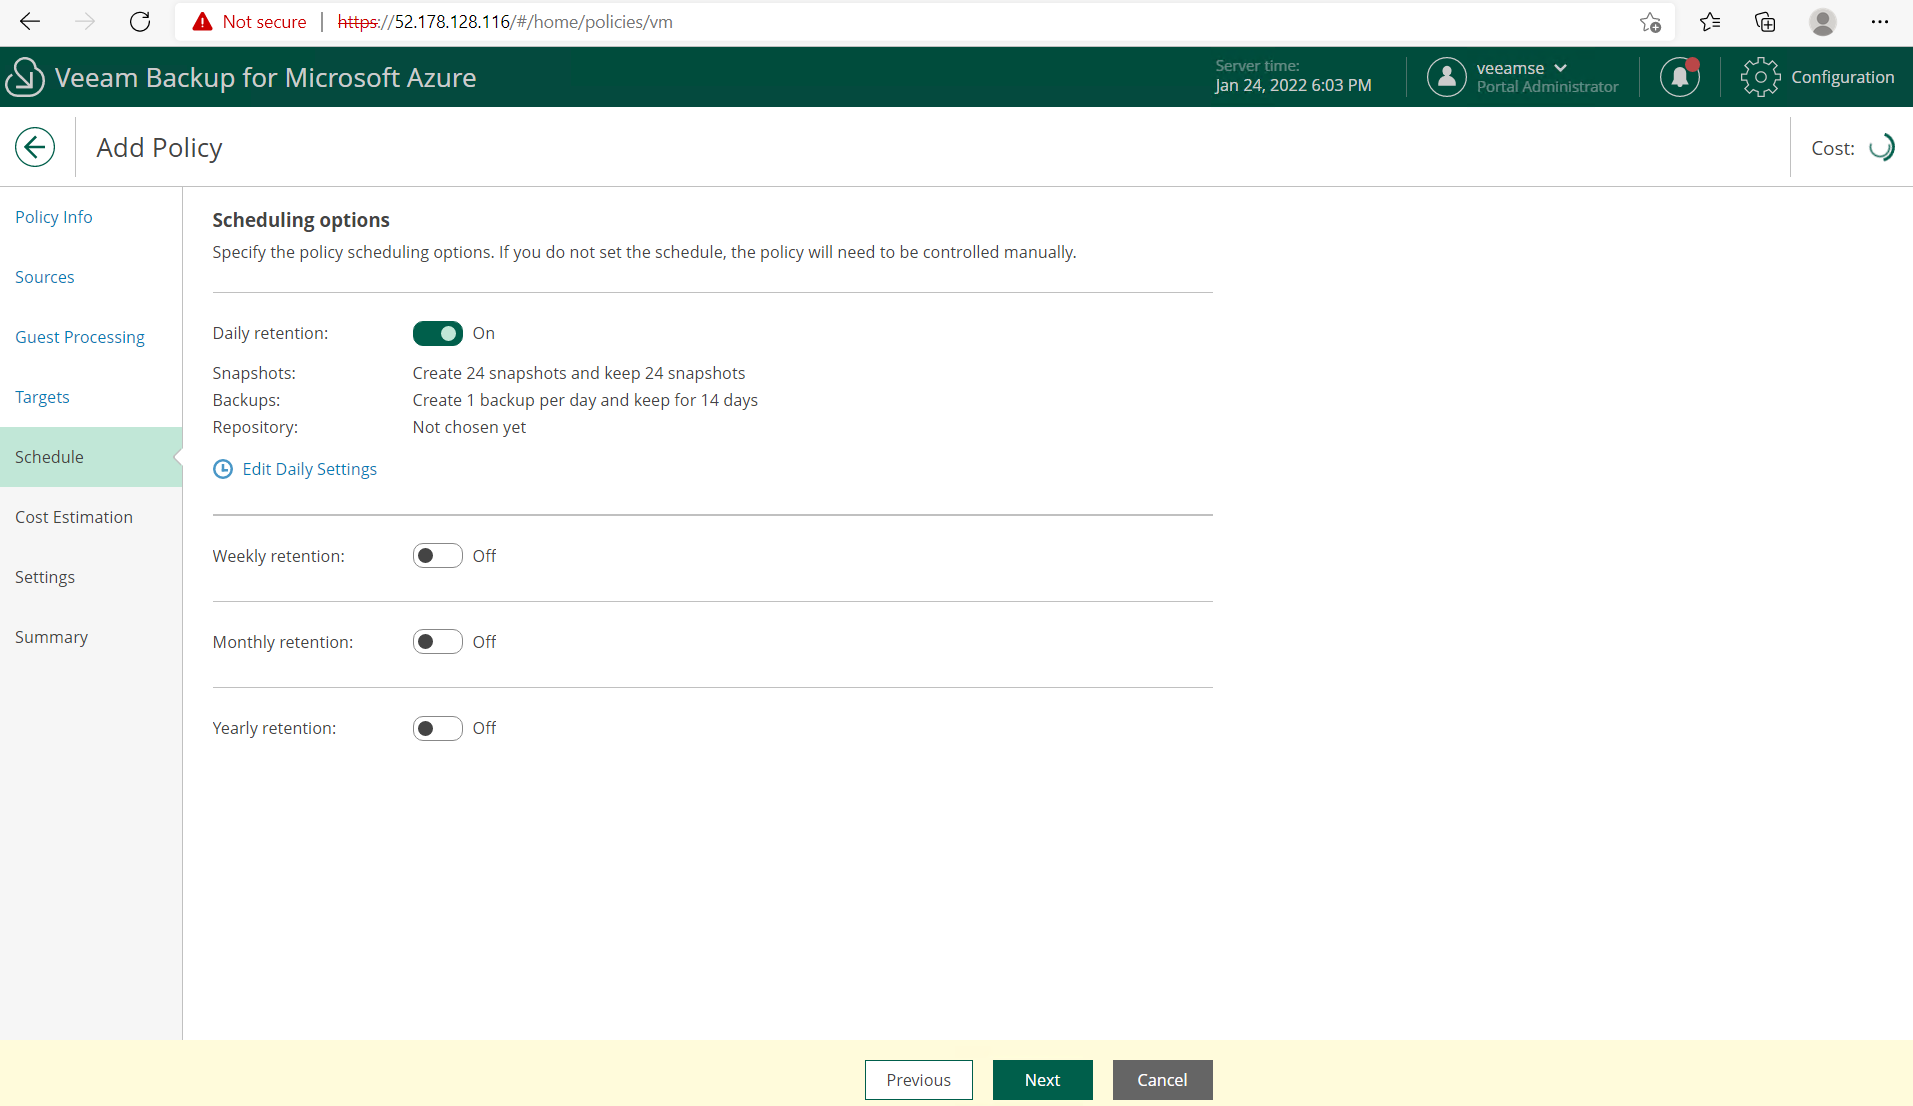 Not secure | https://52.178.128.116/#/home/policies/vm
Veeam Backup for Microsoft Azure
Server time:
Jan 24, 2022 6:03 PM
veeamse
Portal Administrator
Configuration
Add Policy
Cost:
Policy Info
Sources
Guest Processing
Targets
Schedule
Cost Estimation
Settings
Summary
Scheduling options
Specify the policy scheduling options. If you do not set the schedule, the policy will need to be controlled manually.
Daily retention: On
Snapshots: Create 24 snapshots and keep 24 snapshots
Backups: Create 1 backup per day and keep for 14 days
Repository: Not chosen yet
Edit Daily Settings
Weekly retention: Off
Monthly retention: Off
Yearly retention: Off
Previous Next Cancel